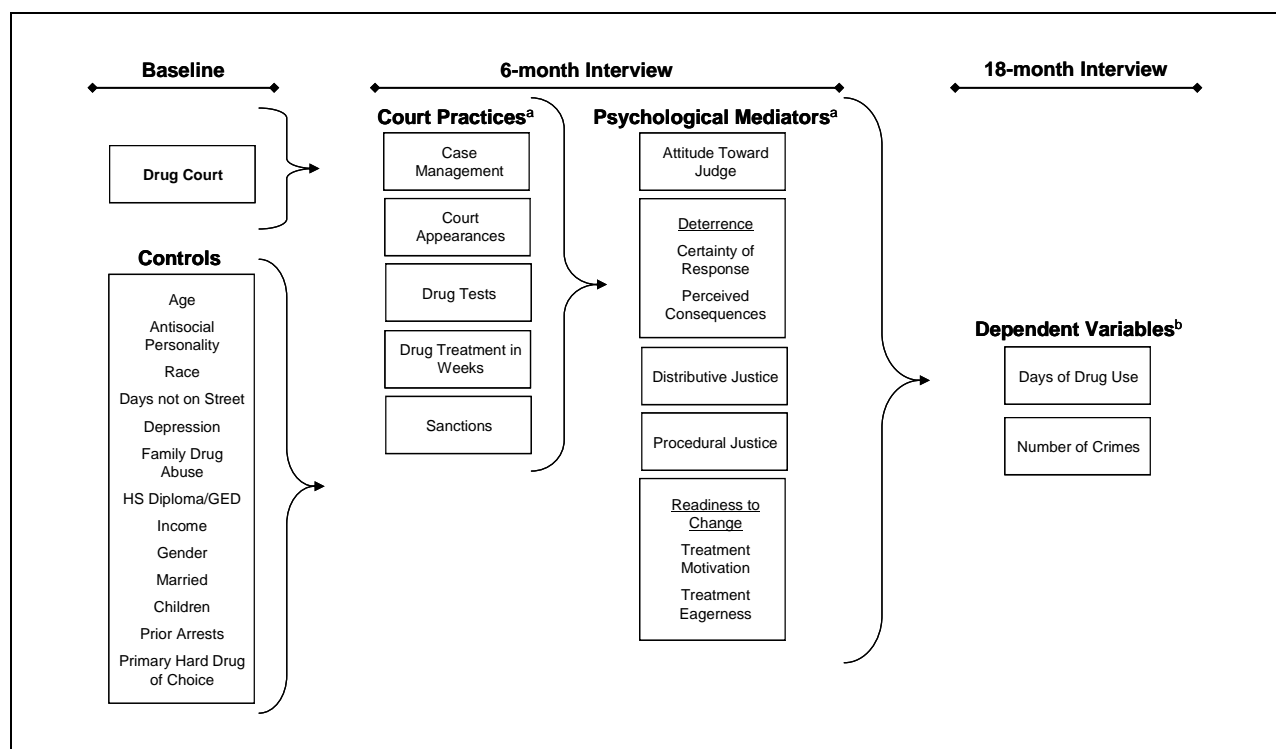 Baseline
6-month Interview
18-month Interview
Drug Court
Controls
Age
Antisocial
Personality
Race
Days not on Street
Depression
Family Drug
Abuse
HS Diploma/GED
Income
Gender
Married
Children
Prior Arrests
Primary Hard Drug
of Choice
Court Practicesᵃ
Case
Management
Court
Appearances
Drug Tests
Drug Treatment in
Weeks
Sanctions
Psychological Mediatorsᵃ
Attitude Toward
Judge
Deterrence
Certainty of
Response
Perceived
Consequences
Distributive Justice
Procedural Justice
Readiness to
Change
Treatment
Motivation
Treatment
Eagerness
Dependent Variablesᵇ
Days of Drug Use
Number of Crimes